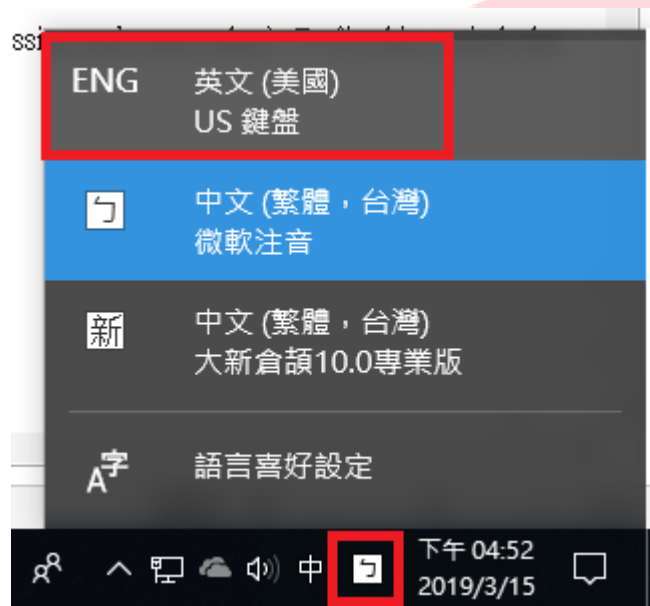 ssi
ENG 英文 (美國)
US 鍵盤
ㄅ 中文 (繁體，台灣)
微軟注音
新 中文 (繁體，台灣)
大新倉頡10.0專業版
A字 語言喜好設定
中 ㄅ 下午 04:52
2019/3/15